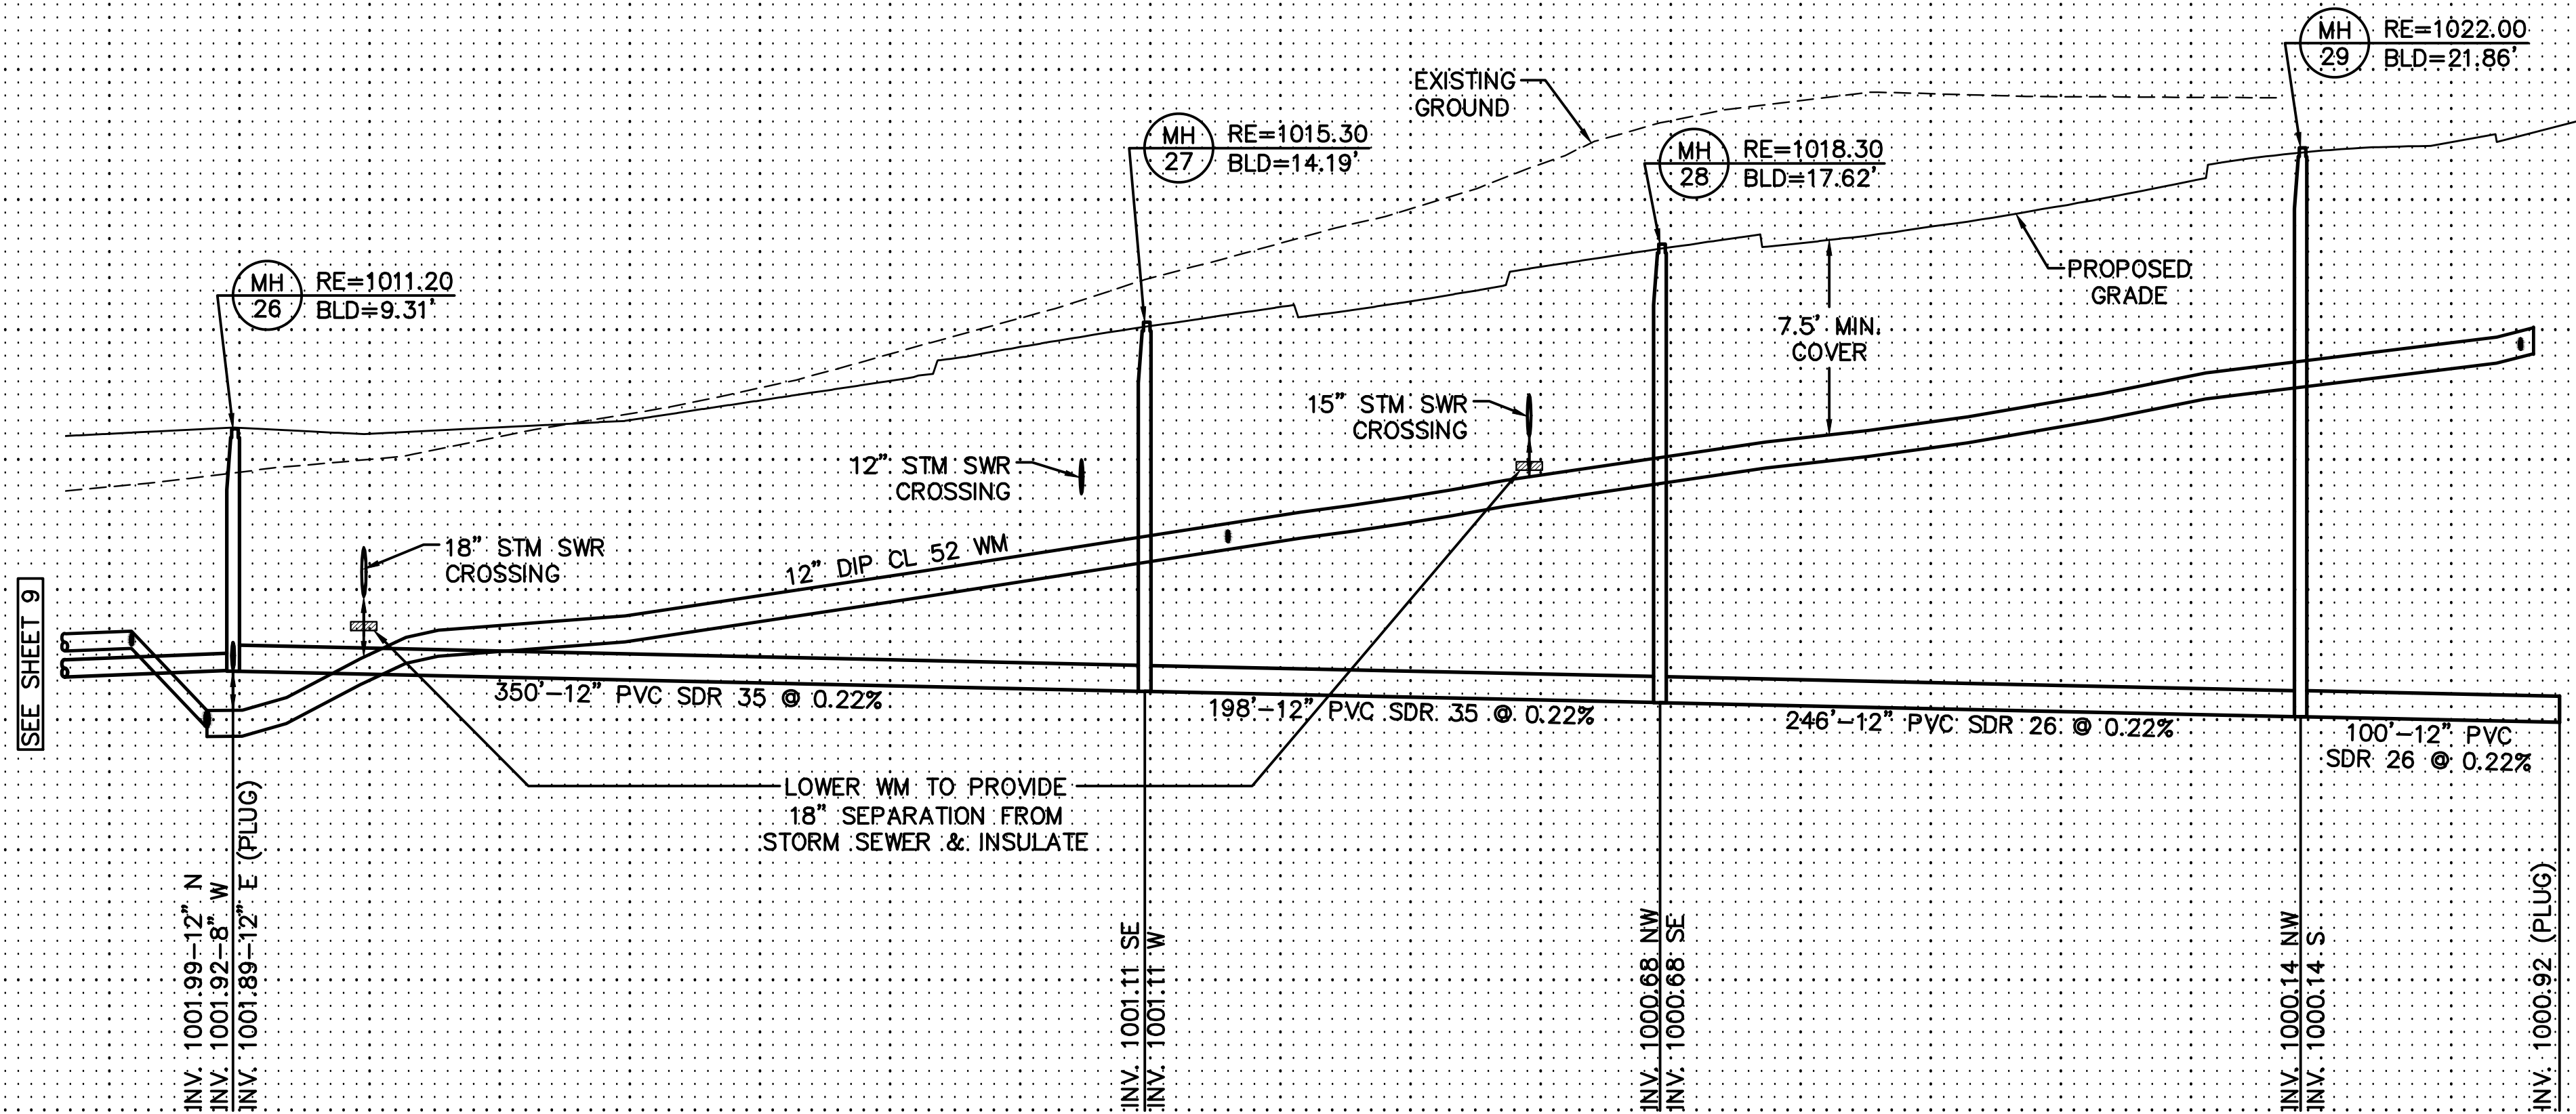 MH
29
RE=1022.00
BLD=21.86'
EXISTING
GROUND
MH
27
RE=1015.30
BLD=14.19'
MH
28
RE=1018.30
BLD=17.62'
MH
26
RE=1011.20
BLD=9.31'
PROPOSED
GRADE
7.5' MIN.
COVER
15" STM SWR
CROSSING
12" STM SWR
CROSSING
18" STM SWR
CROSSING
12" DIP CL 52 WM
SEE SHEET 9
350'-12" PVC SDR 35 @ 0.22%
198'-12" PVC SDR 35 @ 0.22%
246'-12" PVC SDR 26 @ 0.22%
100'-12" PVC
SDR 26 @ 0.22%
LOWER WM TO PROVIDE
18" SEPARATION FROM
STORM SEWER & INSULATE
INV. 1001.99-12" N
INV. 1001.92-8" W
INV. 1001.89-12" E (PLUG)
INV. 1001.11 SE
INV. 1001.11 W
INV. 1000.68 NW
INV. 1000.68 SE
INV. 1000.14 NW
INV. 1000.14 S
INV. 1000.92 (PLUG)